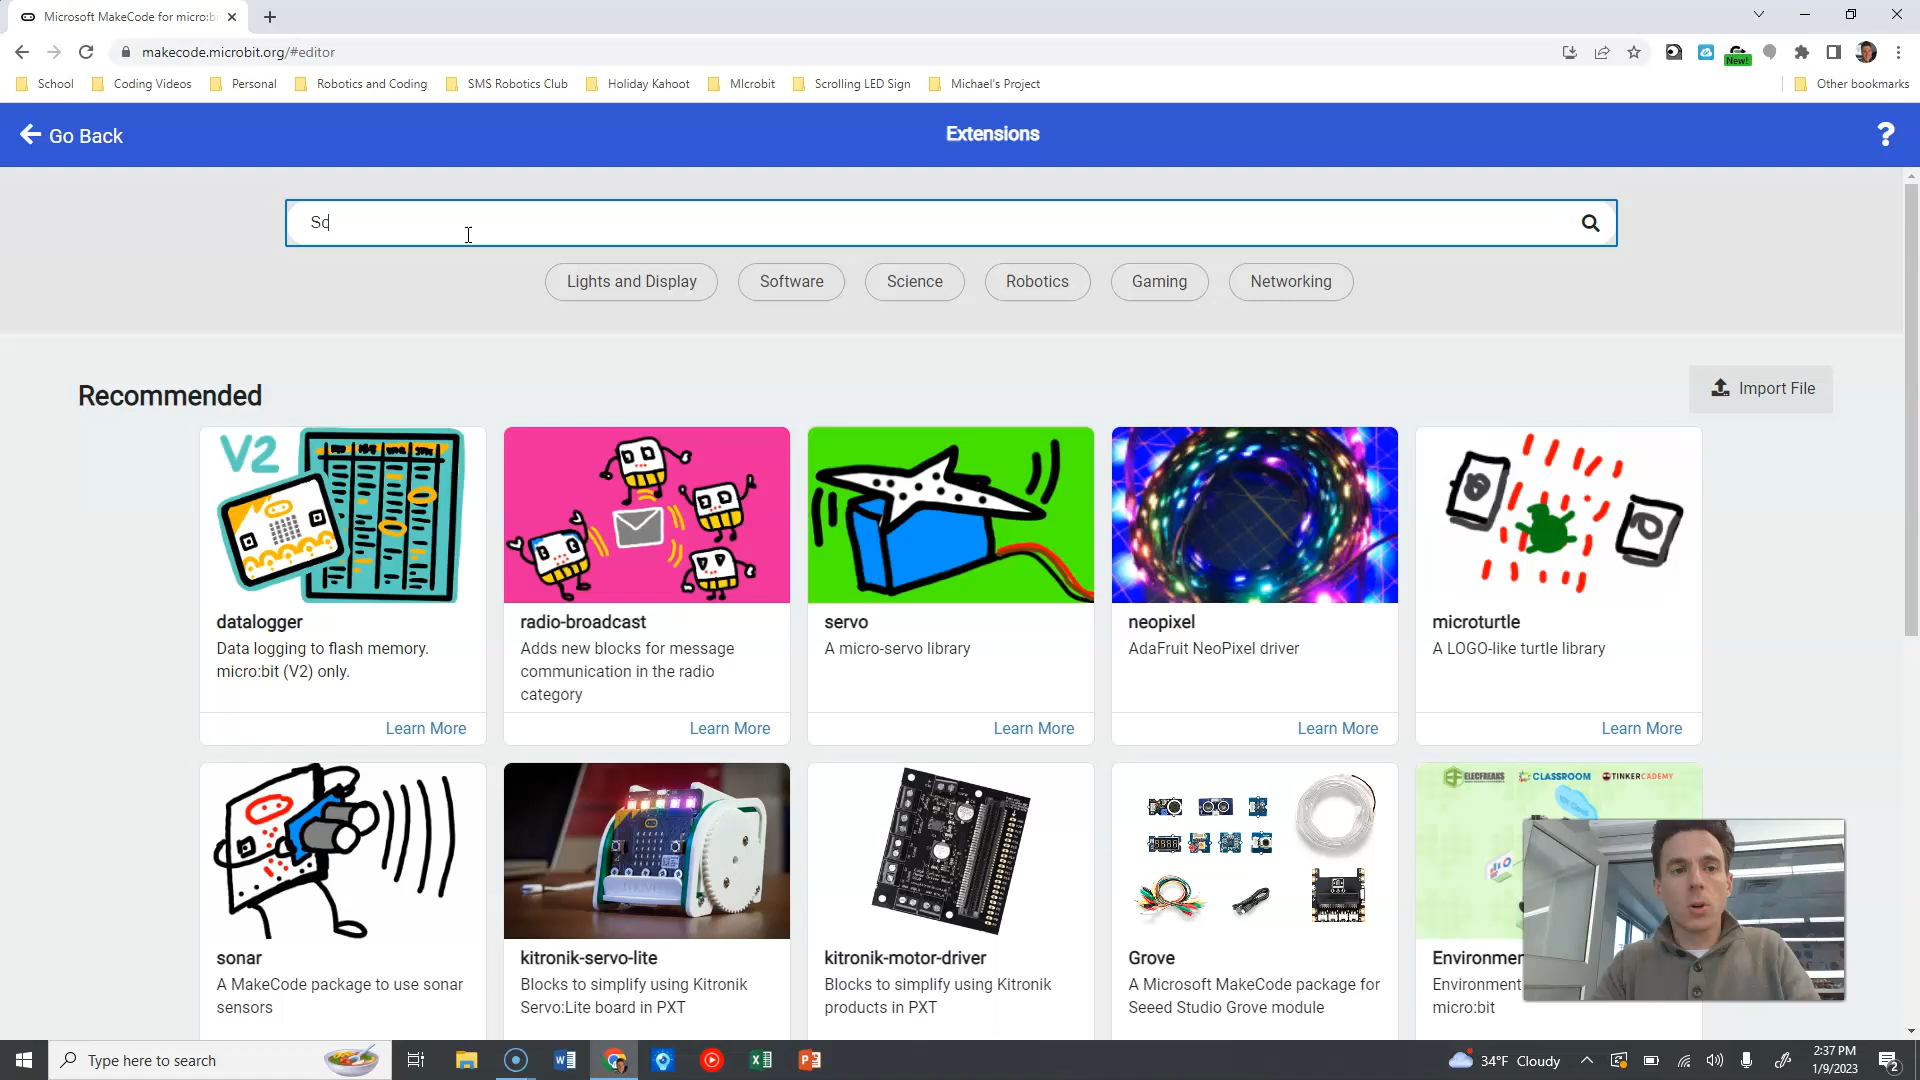 Microsoft MakeCode for micro:b
makecode.microbit.org/#editor
New!
School
Coding Videos
Personal
Robotics and Coding
SMS Robotics Club
Holiday Kahoot
MIcrobit
Scrolling LED Sign
Michael's Project
Other bookmarks
Go Back
Extensions
?
Sc
Lights and Display
Software
Science
Robotics
Gaming
Networking
Recommended
Import File
V2
ELECFREAKS CLASSROOM TINKERCADEMY
datalogger
Data logging to flash memory.
micro:bit (V2) only.
Learn More
radio-broadcast
Adds new blocks for message
communication in the radio
category
Learn More
servo
A micro-servo library
Learn More
neopixel
AdaFruit NeoPixel driver
Learn More
microturtle
A LOGO-like turtle library
Learn More
sonar
A MakeCode package to use sonar
sensors
kitronik-servo-lite
Blocks to simplify using Kitronik
Servo:Lite board in PXT
kitronik-motor-driver
Blocks to simplify using Kitronik
products in PXT
Grove
A Microsoft MakeCode package for
Seeed Studio Grove module
Environment
micro:bit
Type here to search
34°F Cloudy
2:37 PM
1/9/2023
2